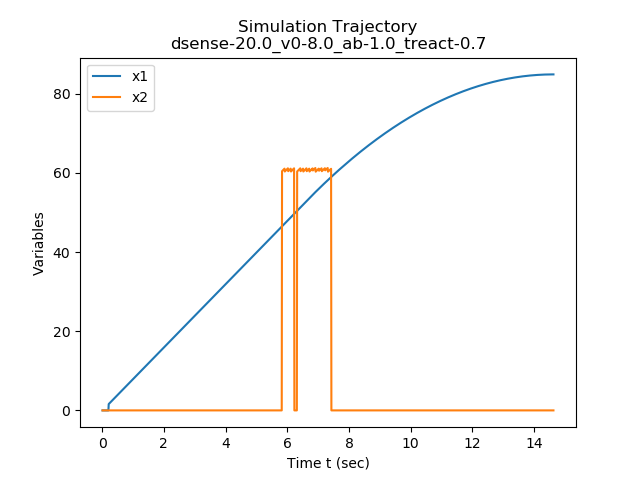 Simulation Trajectory
dsense-20.0_v0-8.0_ab-1.0_treact-0.7
x1
x2
Variables
80
60
40
20
0
0 2 4 6 8 10 12 14
Time t (sec)